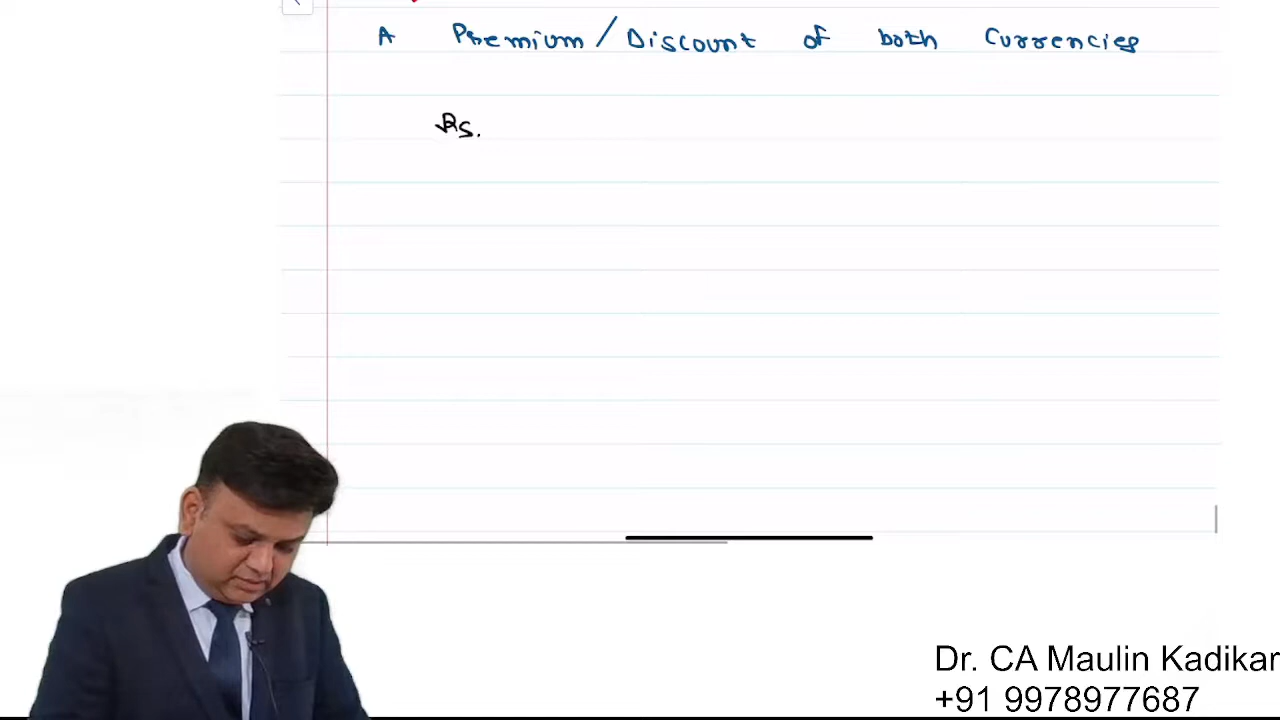 A Premium/Discount of both Currencies
Rs.
Dr. CA Maulin Kadikar
+91 9978977687